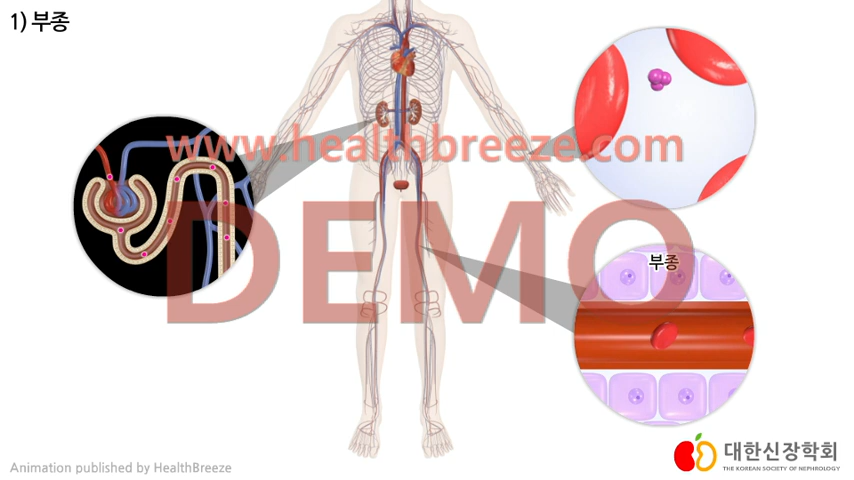 1) 부종
www.healthbreeze.com
DEMO
부종
Animation published by HealthBreeze
대한신장학회
THE KOREAN SOCIETY OF NEPHROLOGY